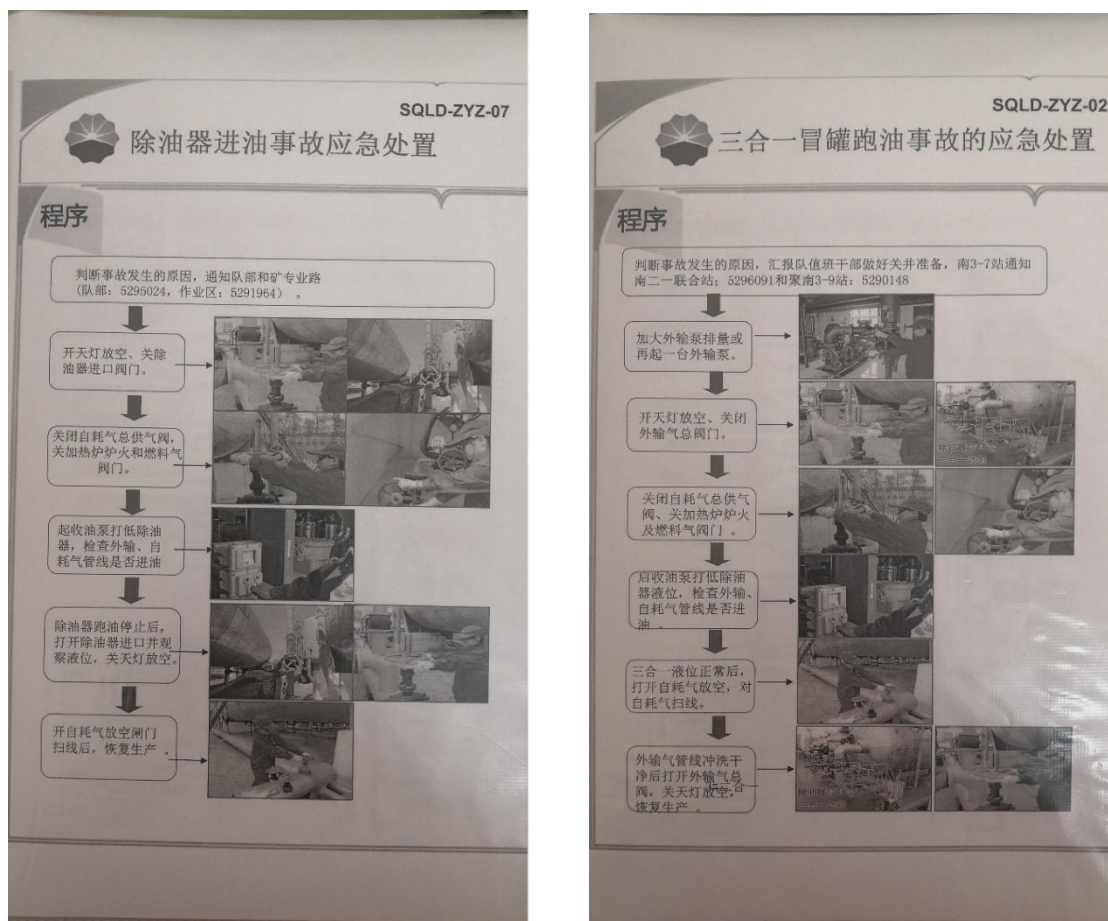 SQLD-ZYZ-07
除油器进油事故应急处置
程序
判断事故发生的原因，通知队部和矿专业路
(队部：5295024，作业区：5291964) 。
开天灯放空、关除
油器进口阀门。
关闭自耗气总供气阀，
关加热炉炉火和燃料气
阀门。
起收油泵打低除油
器，检查外输、自
耗气管线是否进油
除油器跑油停止后，
打开除油器进口并观
察液位，关天灯放空。
开自耗气放空闸门
扫线后，恢复生产 。
SQLD-ZYZ-02
三合一冒罐跑油事故的应急处置
程序
判断事故发生的原因，汇报队值班干部做好关井准备，南3-7站通知
南二一联合站；5296091和聚南3-9站；5290148
加大外输泵排量或
再起一台外输泵。
开天灯放空、关闭
外输气总阀门。
关闭自耗气总供气
阀、关加热炉炉火
及燃料气阀门 。
后收油泵打低除油
器液位，检查外输、
自耗气管线是否进
油 。
三合一液位正常后，
打开自耗气放空，对
自耗气扫线。
外输气管线冲洗干
净后打开外输气总
阀，关天灯放空，
恢复生产 。